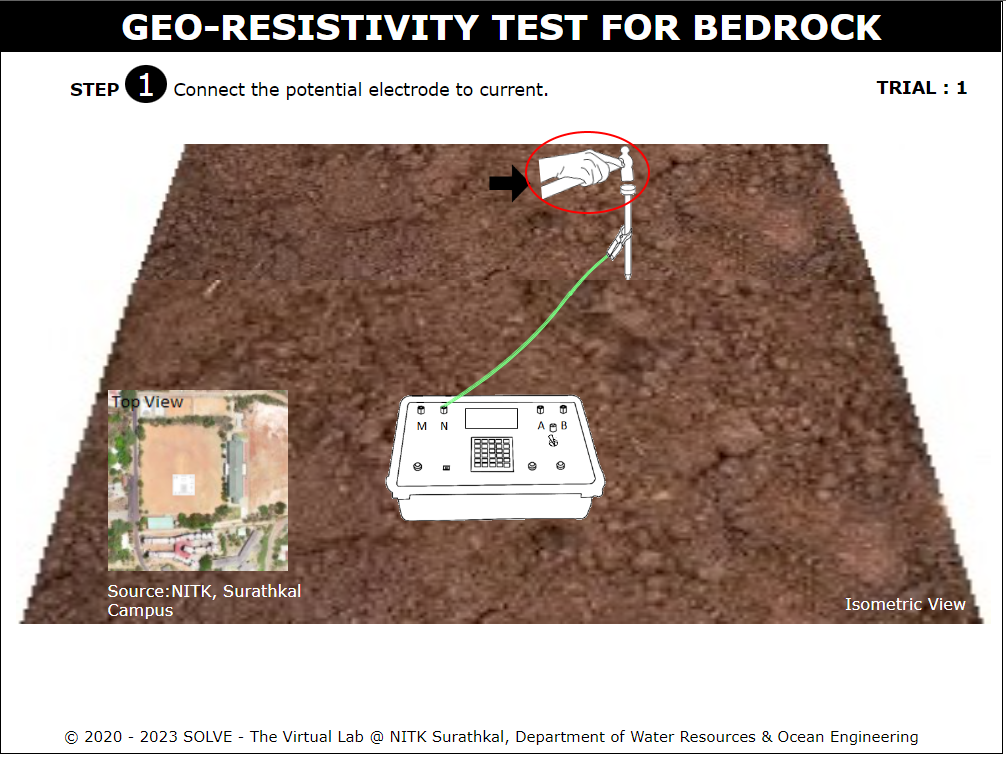 GEO-RESISTIVITY TEST FOR BEDROCK
STEP 1 Connect the potential electrode to current.
TRIAL : 1
Top View
M N A B
Source:NITK, Surathkal
Campus
Isometric View
© 2020 - 2023 SOLVE - The Virtual Lab @ NITK Surathkal, Department of Water Resources & Ocean Engineering